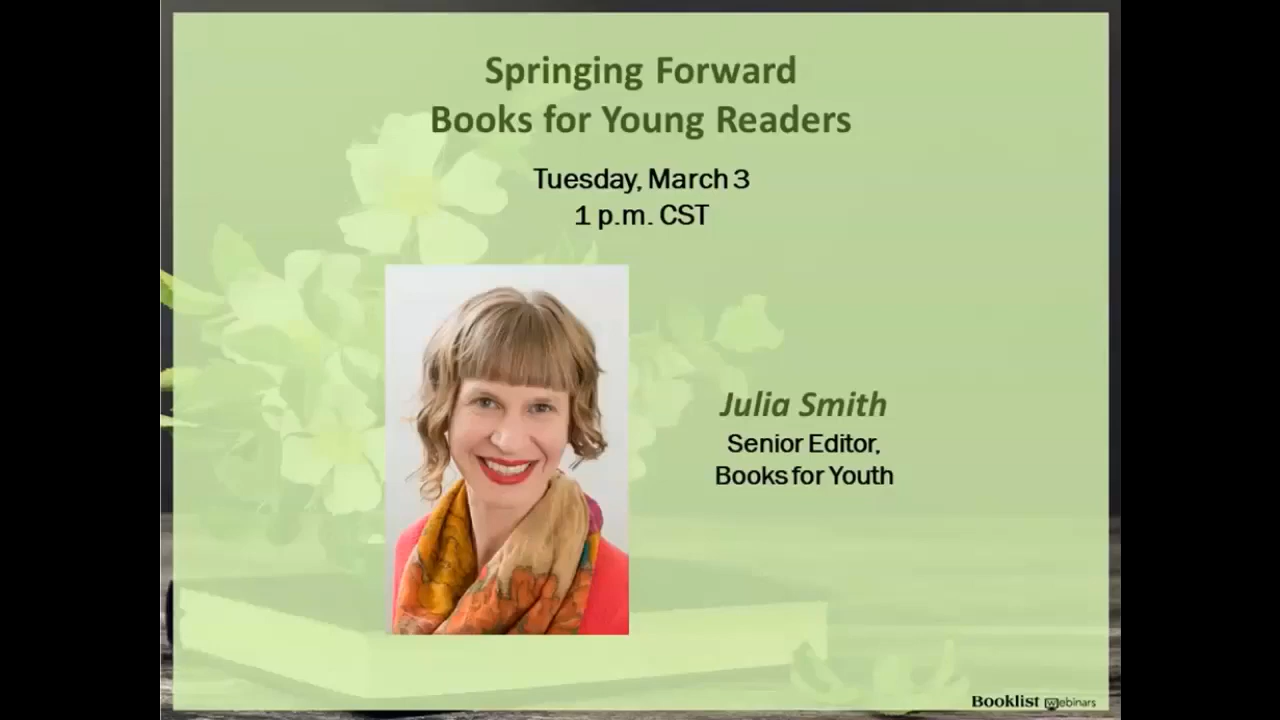 Springing Forward
Books for Young Readers
Tuesday, March 3
1 p.m. CST
Julia Smith
Senior Editor,
Books for Youth
Booklist Webinars